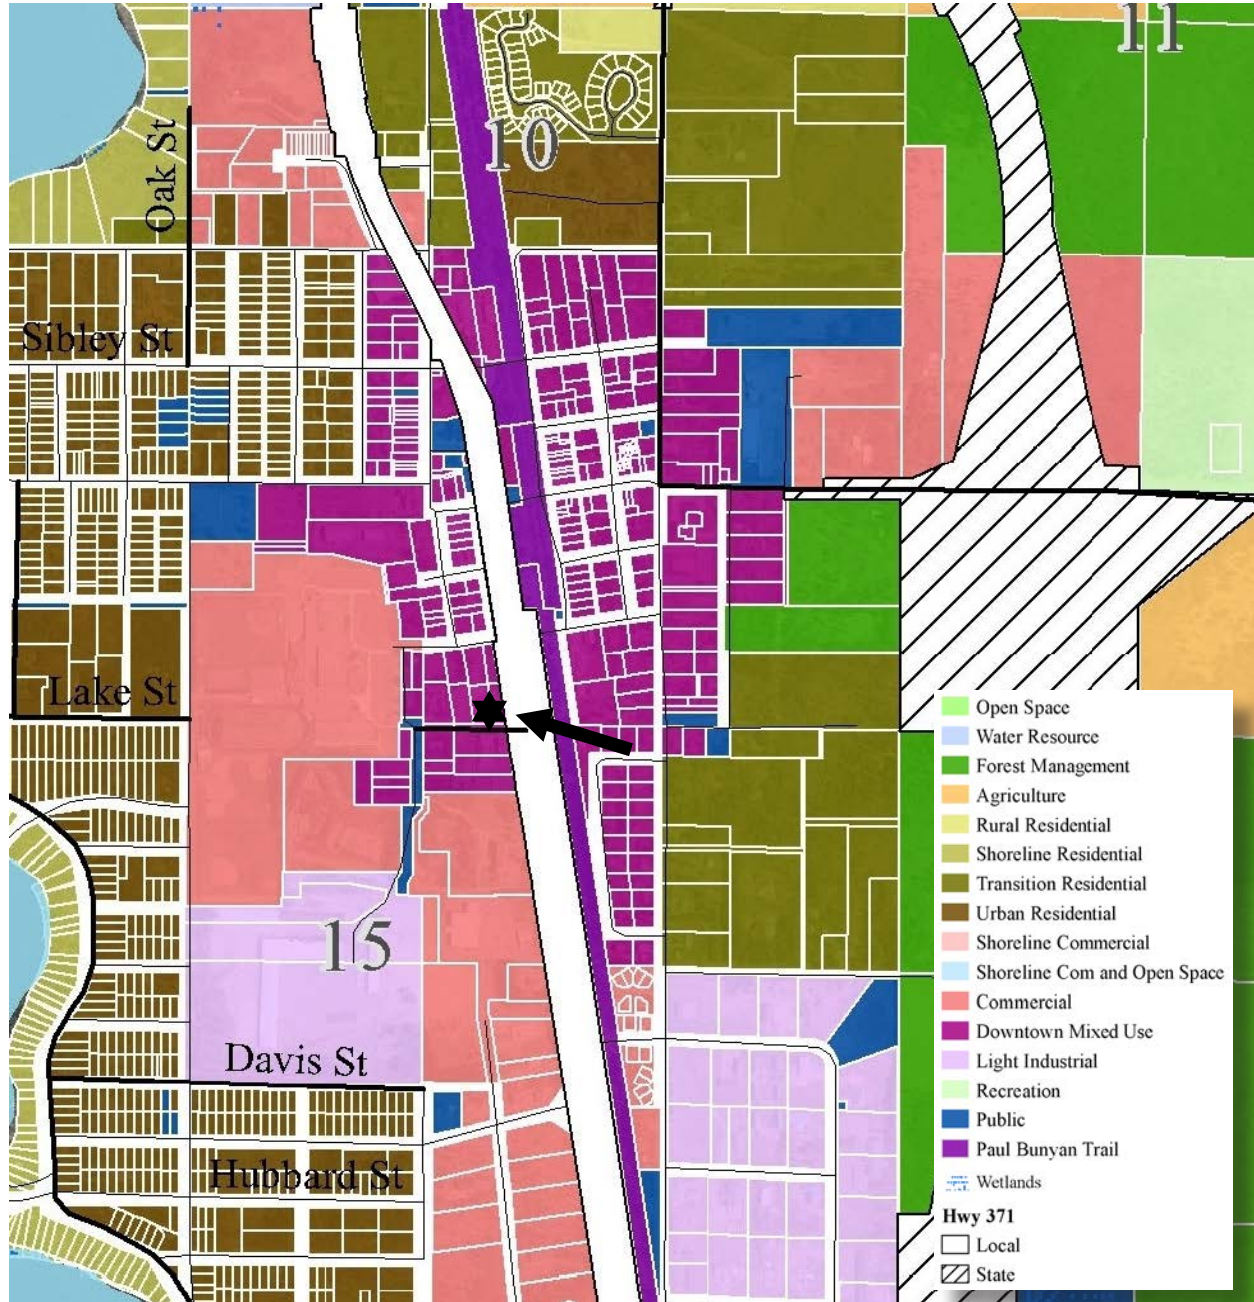 11
Oak St
10
Sibley St
Lake St
15
Davis St
Hubbard St
Open Space
Water Resource
Forest Management
Agriculture
Rural Residential
Shoreline Residential
Transition Residential
Urban Residential
Shoreline Commercial
Shoreline Com and Open Space
Commercial
Downtown Mixed Use
Light Industrial
Recreation
Public
Paul Bunyan Trail
Wetlands
Hwy 371
Local
State